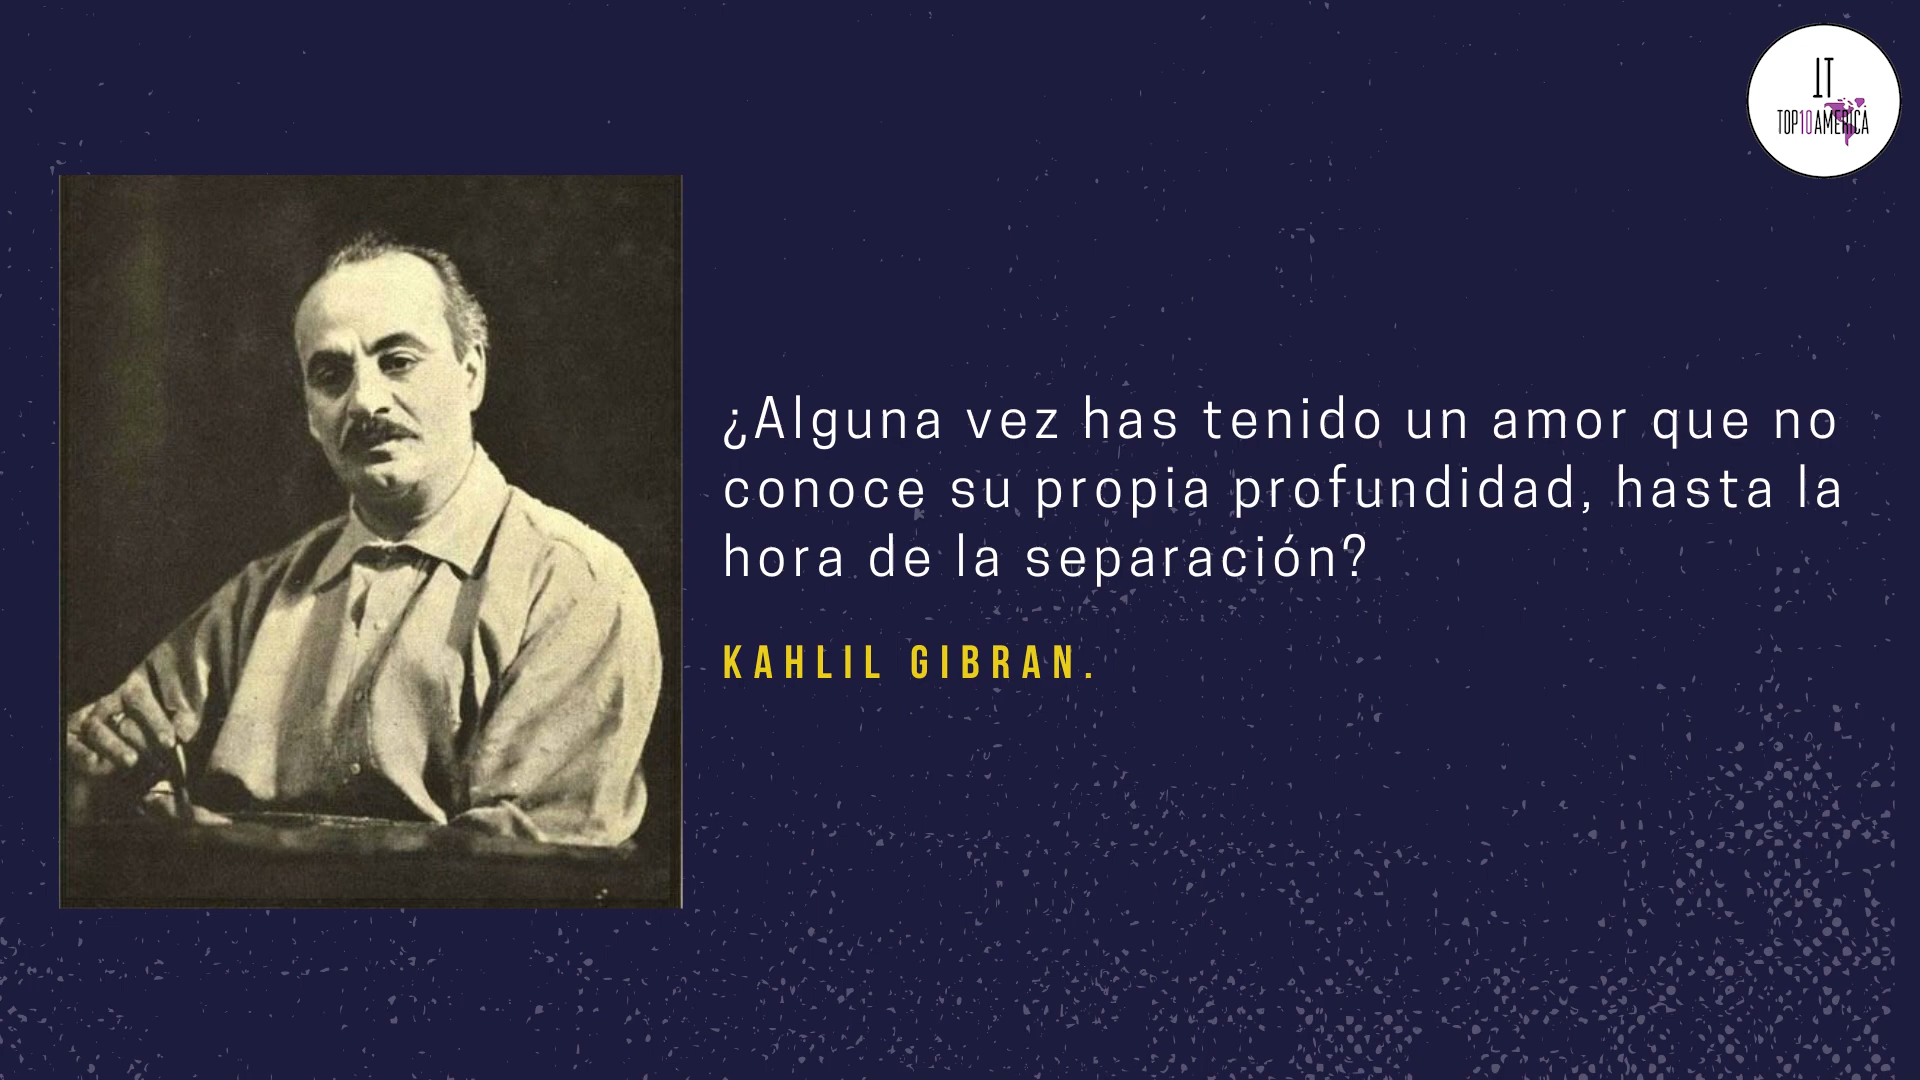 IT
TOP10AMERICA
¿Alguna vez has tenido un amor que no
conoce su propia profundidad, hasta la
hora de la separación?
KAHLIL GIBRAN.